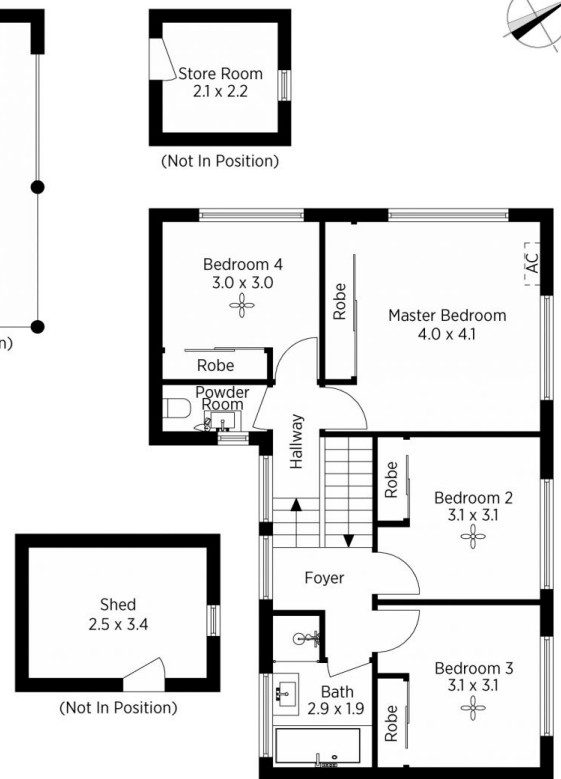 Store Room
2.1 x 2.2
(Not In Position)
Bedroom 4
3.0 x 3.0
Robe
Robe
AC
Master Bedroom
4.0 x 4.1
Powder
Room
Hallway
Robe
Bedroom 2
3.1 x 3.1
Foyer
Shed
2.5 x 3.4
(Not In Position)
Bath
2.9 x 1.9
Robe
Bedroom 3
3.1 x 3.1